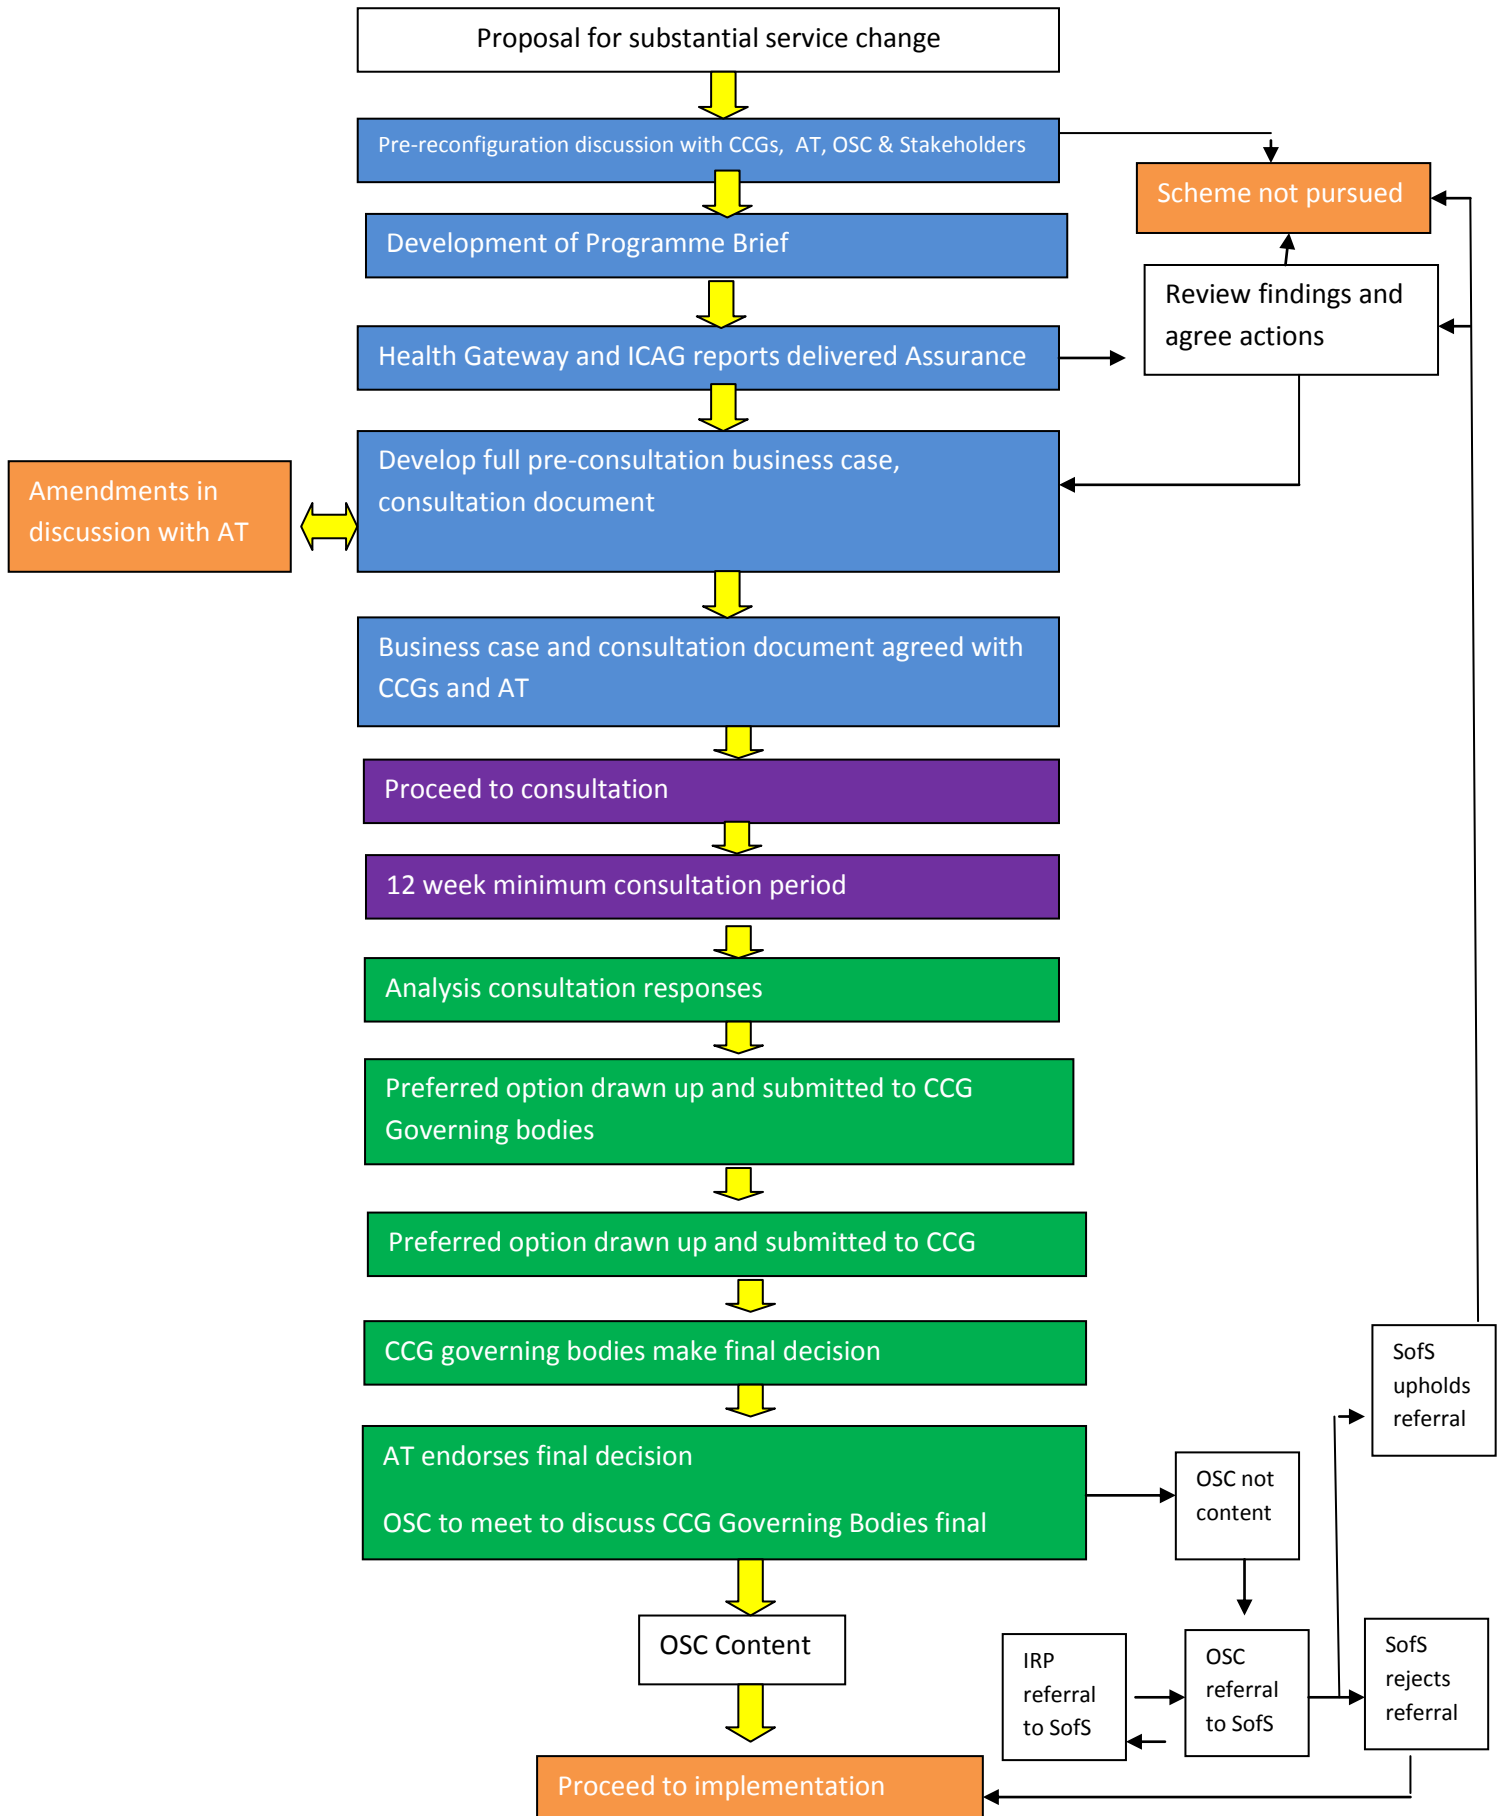 Proposal for substantial service change
Pre-reconfiguration discussion with CCGs, AT, OSC & Stakeholders
Scheme not pursued
Development of Programme Brief
Review findings and
agree actions
Health Gateway and ICAG reports delivered Assurance
Develop full pre-consultation business case,
consultation document
Amendments in
discussion with AT
Business case and consultation document agreed with
CCGs and AT
Proceed to consultation
12 week minimum consultation period
Analysis consultation responses
Preferred option drawn up and submitted to CCG
Governing bodies
Preferred option drawn up and submitted to CCG
CCG governing bodies make final decision
SofS
upholds
referral
AT endorses final decision
OSC to meet to discuss CCG Governing Bodies final
OSC not
content
OSC Content
IRP
referral
to SofS
OSC
referral
to SofS
SofS
rejects
referral
Proceed to implementation